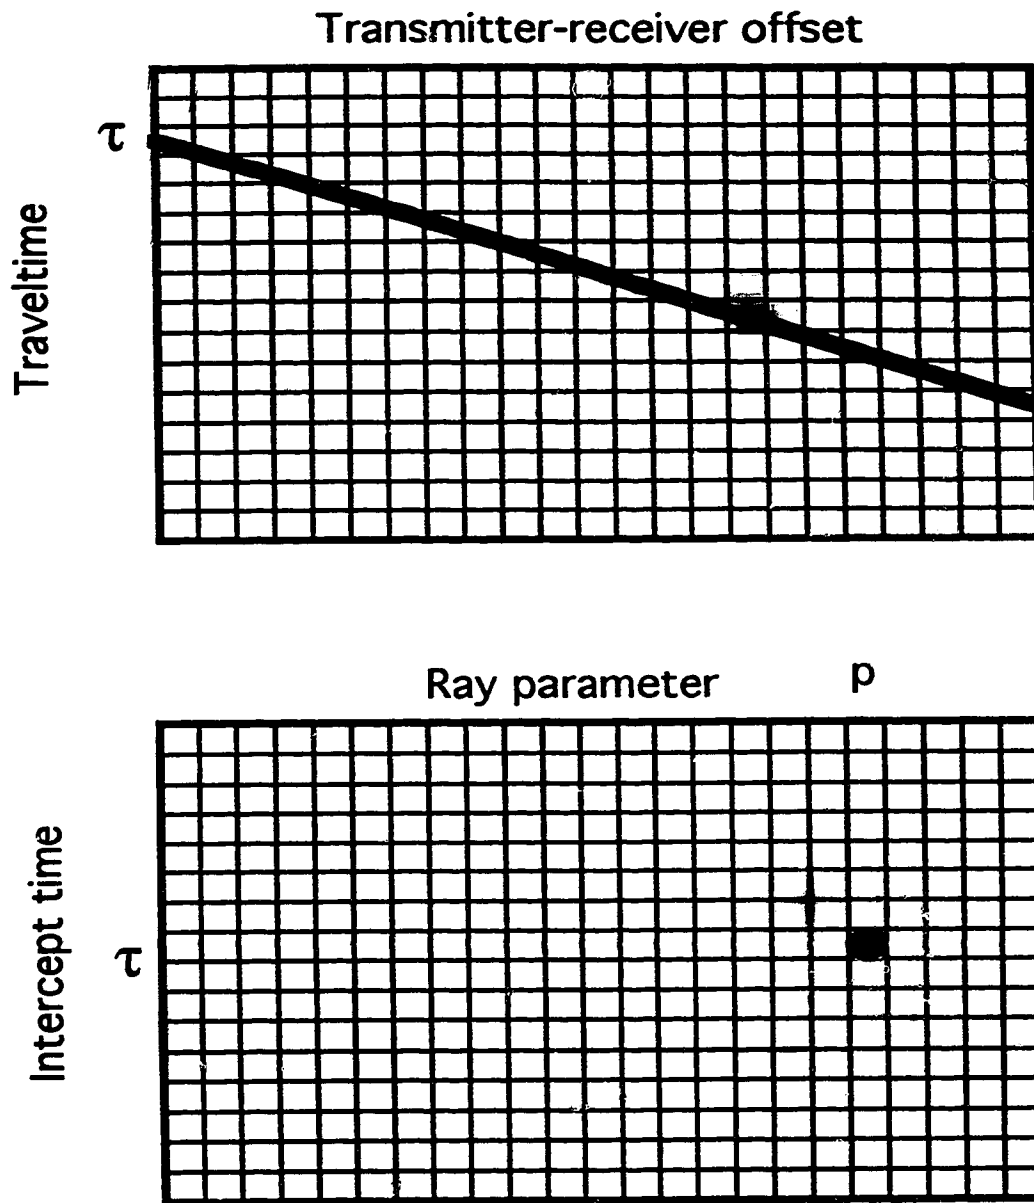 Transmitter-receiver offset
τ
Traveltime
Ray parameter
p
Intercept time
τ